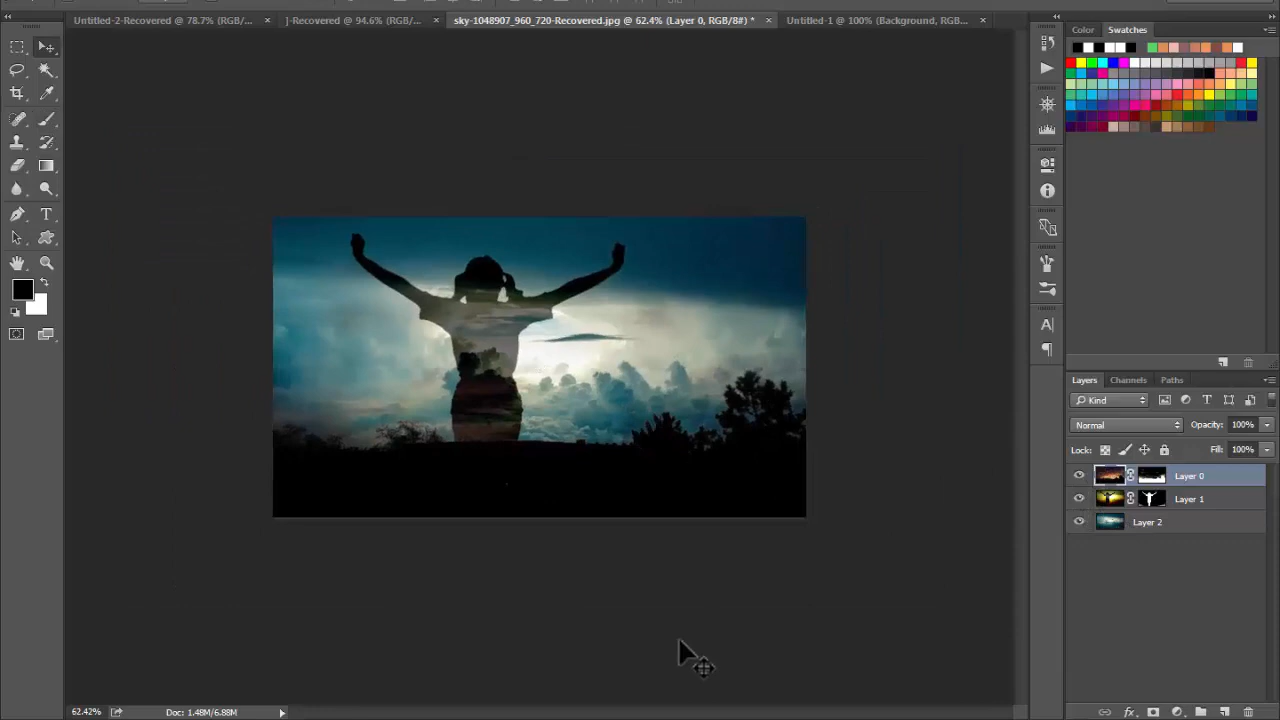 Untitled-2-Recovered @ 78.7% (RGB/... × ]-Recovered @ 94.6% (RGB/... × sky-1048907_960_720-Recovered.jpg @ 62.4% (Layer 0, RGB/8#) * × Untitled-1 @ 100% (Background, RGB... ×
Color Swatches
Layers Channels Paths
Kind
Normal Opacity: 100%
Lock: Fill: 100%
Layer 0
Layer 1
Layer 2
62.42% Doc: 1.48M/6.88M